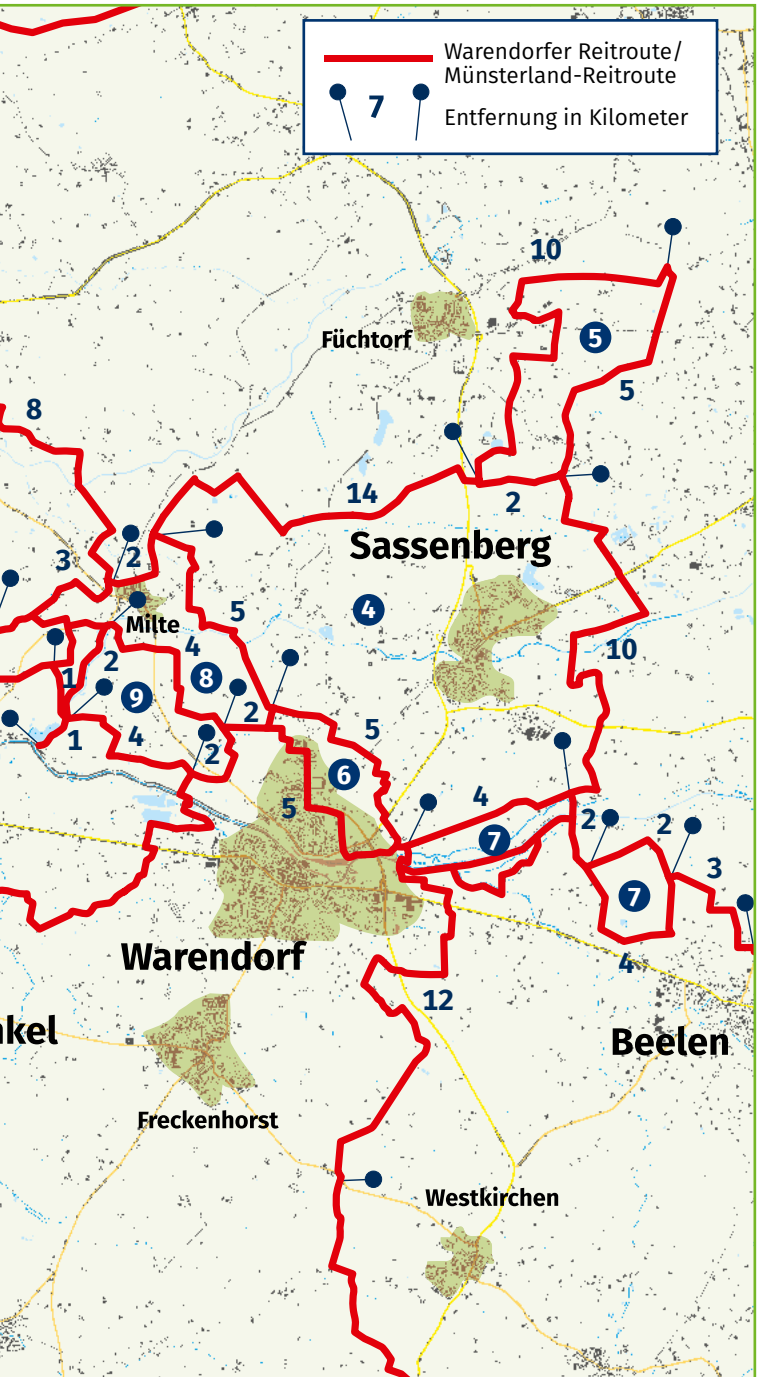 Warendorfer Reitroute/
Münsterland-Reitroute
7
Entfernung in Kilometer
10
Füchtorf
5
5
8
14
2
Sassenberg
3
2
4
5
Milte
4
10
2
1
8
9
2
5
1
4
2
6
5
4
2
2
7
3
7
4
Warendorf
12
nkel
Beelen
Freckenhorst
Westkirchen